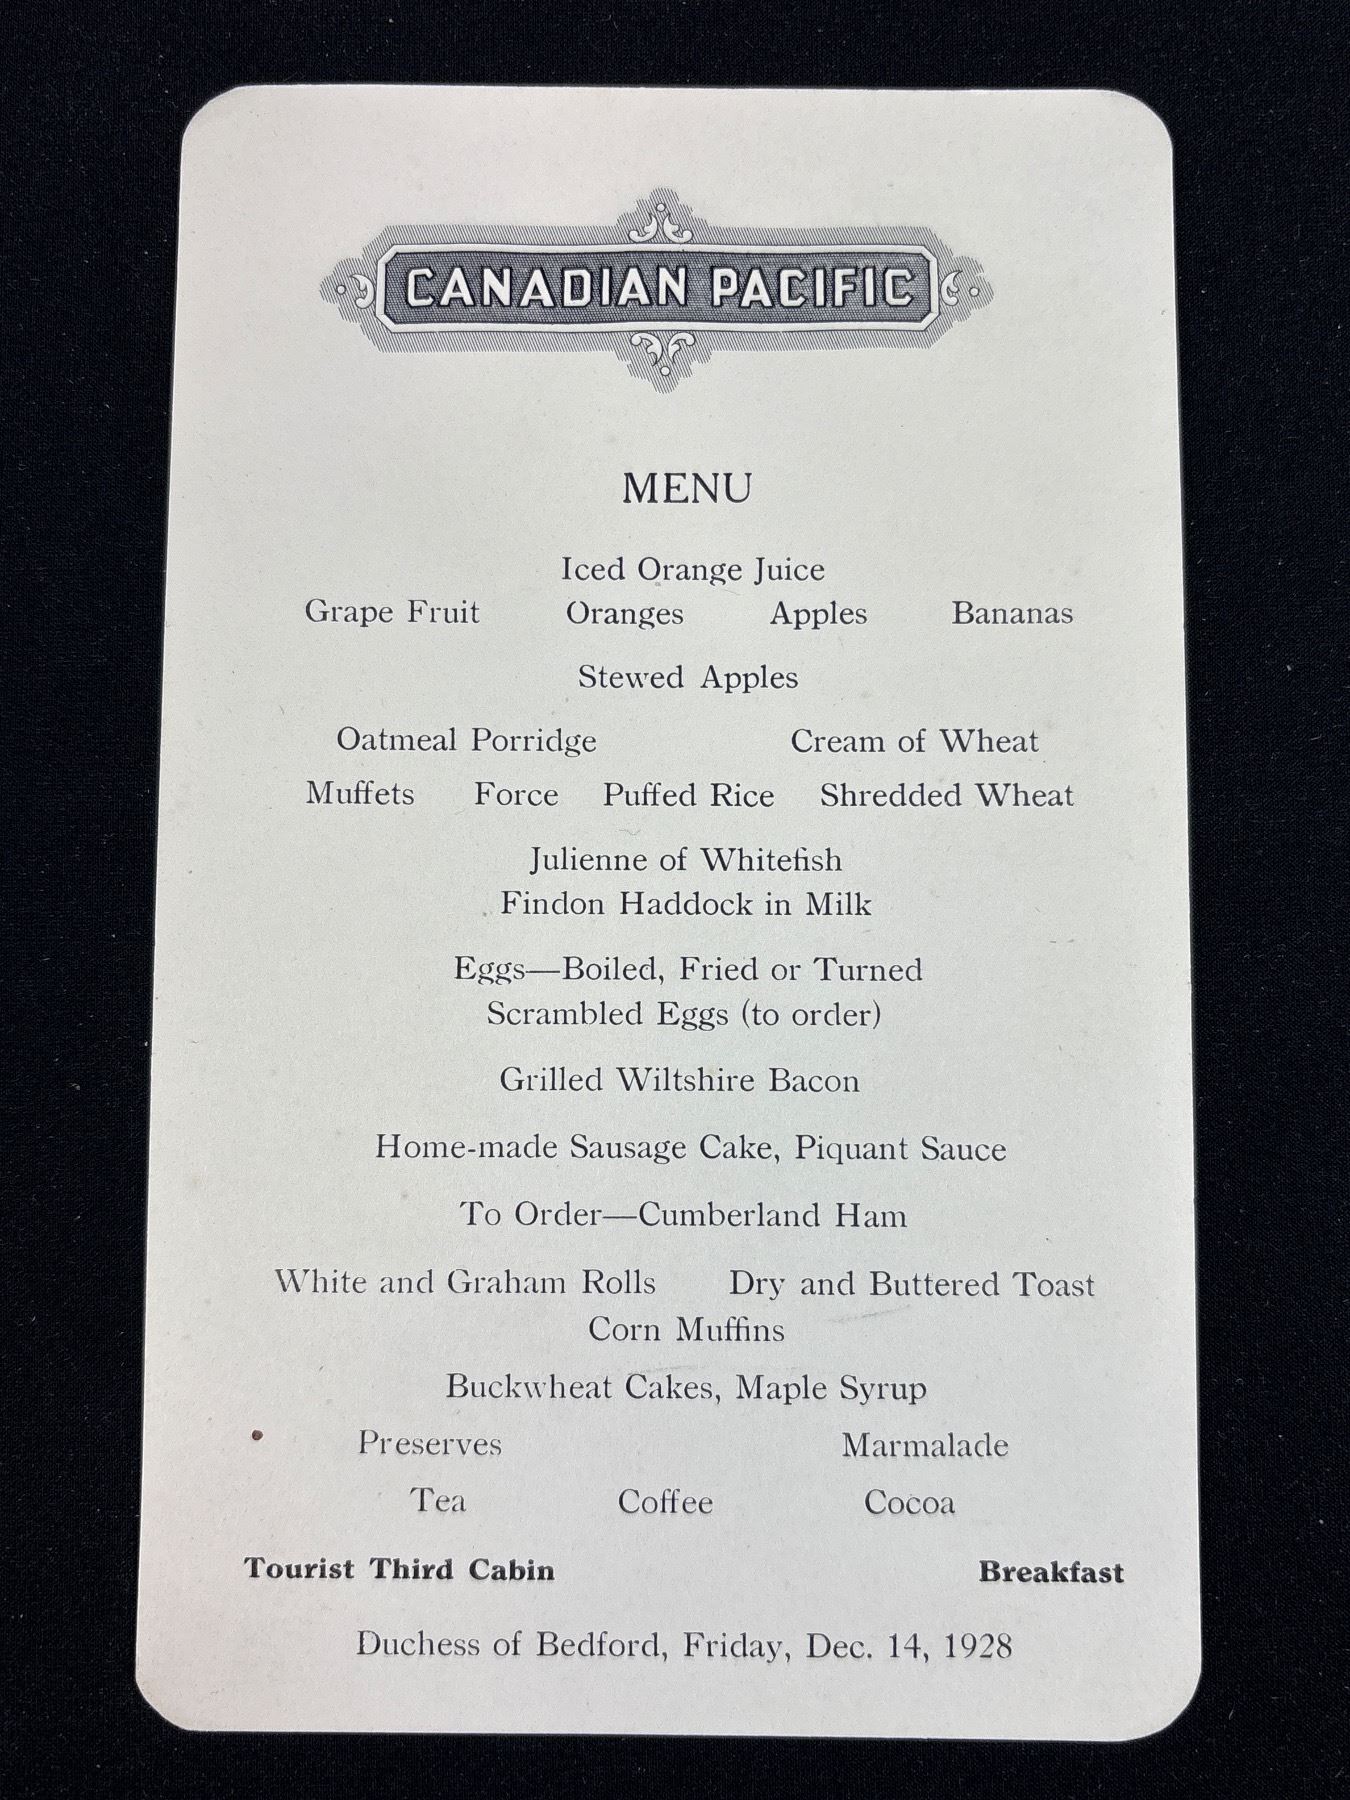 CANADIAN PACIFIC
MENU
Iced Orange Juice
Grape Fruit Oranges Apples Bananas
Stewed Apples
Oatmeal Porridge Cream of Wheat
Muffets Force Puffed Rice Shredded Wheat
Julienne of Whitefish
Findon Haddock in Milk
Eggs—Boiled, Fried or Turned
Scrambled Eggs (to order)
Grilled Wiltshire Bacon
Home-made Sausage Cake, Piquant Sauce
To Order—Cumberland Ham
White and Graham Rolls Dry and Buttered Toast
Corn Muffins
Buckwheat Cakes, Maple Syrup
Preserves Marmalade
Tea Coffee Cocoa
Tourist Third Cabin Breakfast
Duchess of Bedford, Friday, Dec. 14, 1928